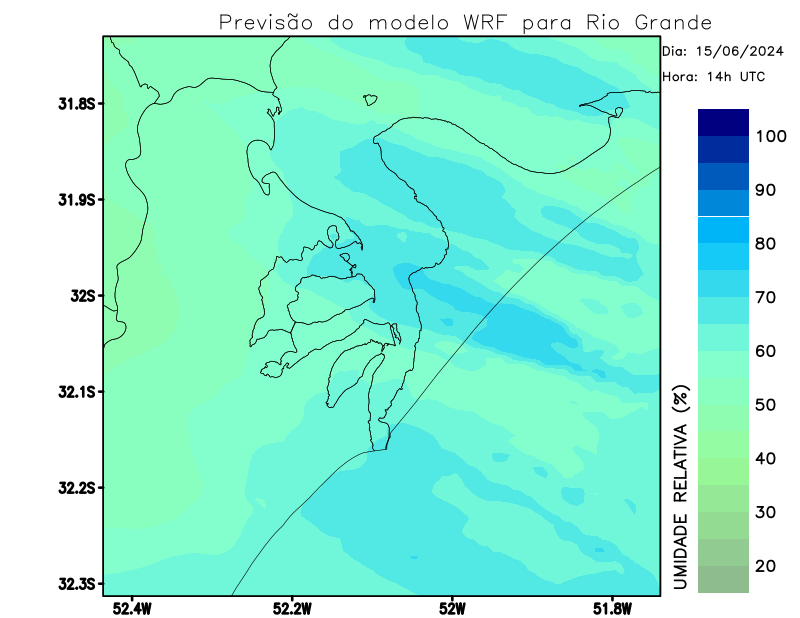 Previsão do modelo WRF para Rio Grande
Dia: 15/06/2024
Hora: 14h UTC
31.8S
31.9S
32S
32.1S
32.2S
32.3S
52.4W
52.2W
52W
51.8W
100
90
80
70
60
50
40
30
20
UMIDADE RELATIVA (%)